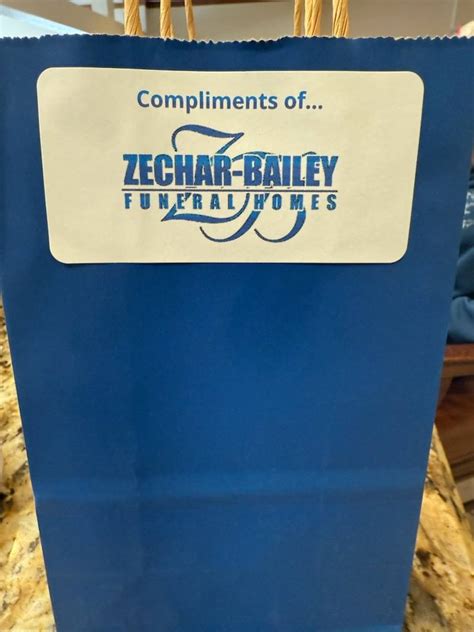 Compliments of...
ZECHAR-BAILEY
FUNERAL HOMES